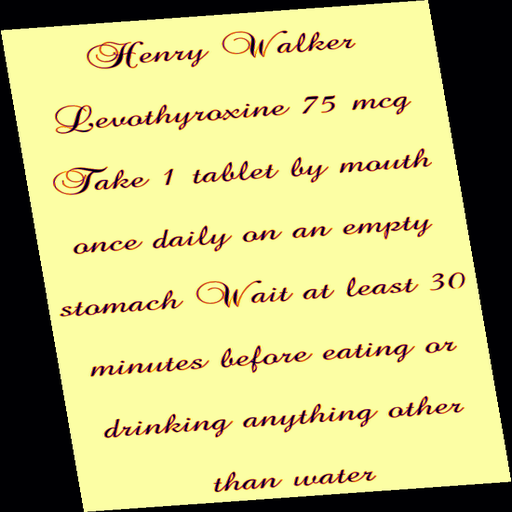 Henry Walker
Levothyroxine 75 mcg
Take 1 tablet by mouth
once daily on an empty
stomach Wait at least 30
minutes before eating or
drinking anything other
than water